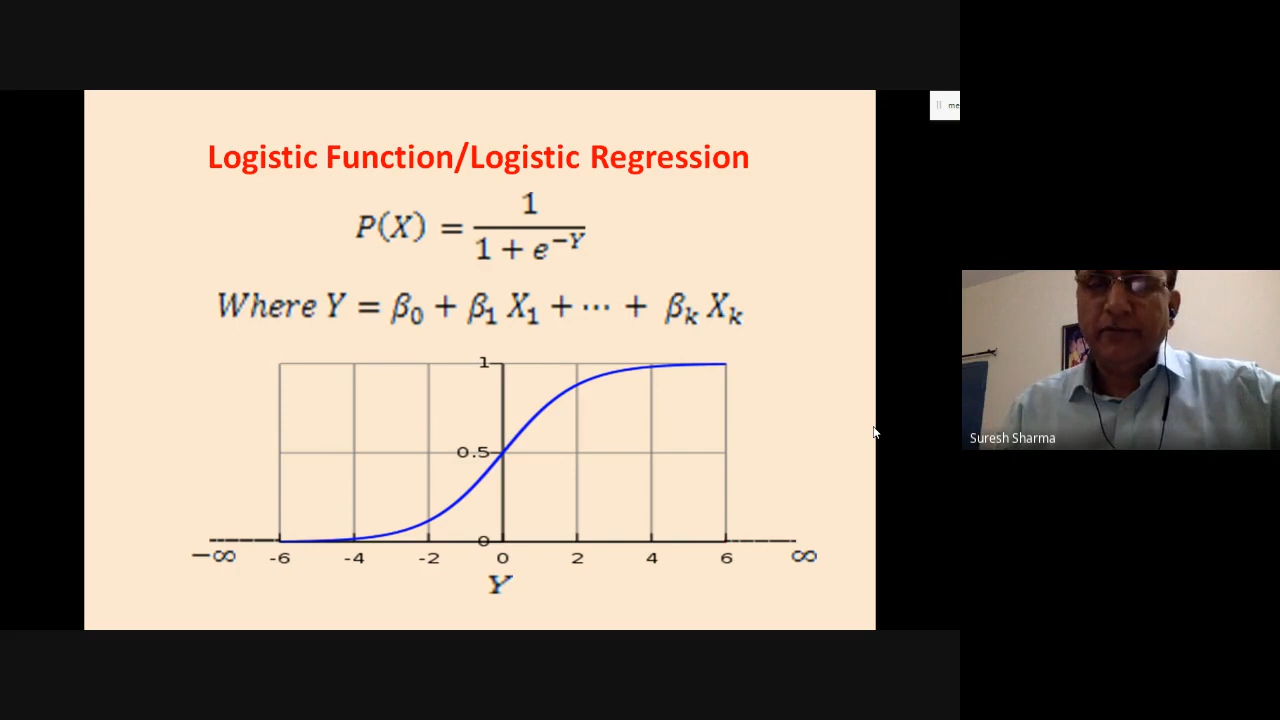 Logistic Function/Logistic Regression
P(X) = 1 / (1 + e^{-Y})
Where Y = β₀ + β₁ X₁ + ⋯ + βₖ Xₖ
1
0.5
0
−∞ -6 -4 -2 0 2 4 6 ∞
Y
me
Suresh Sharma